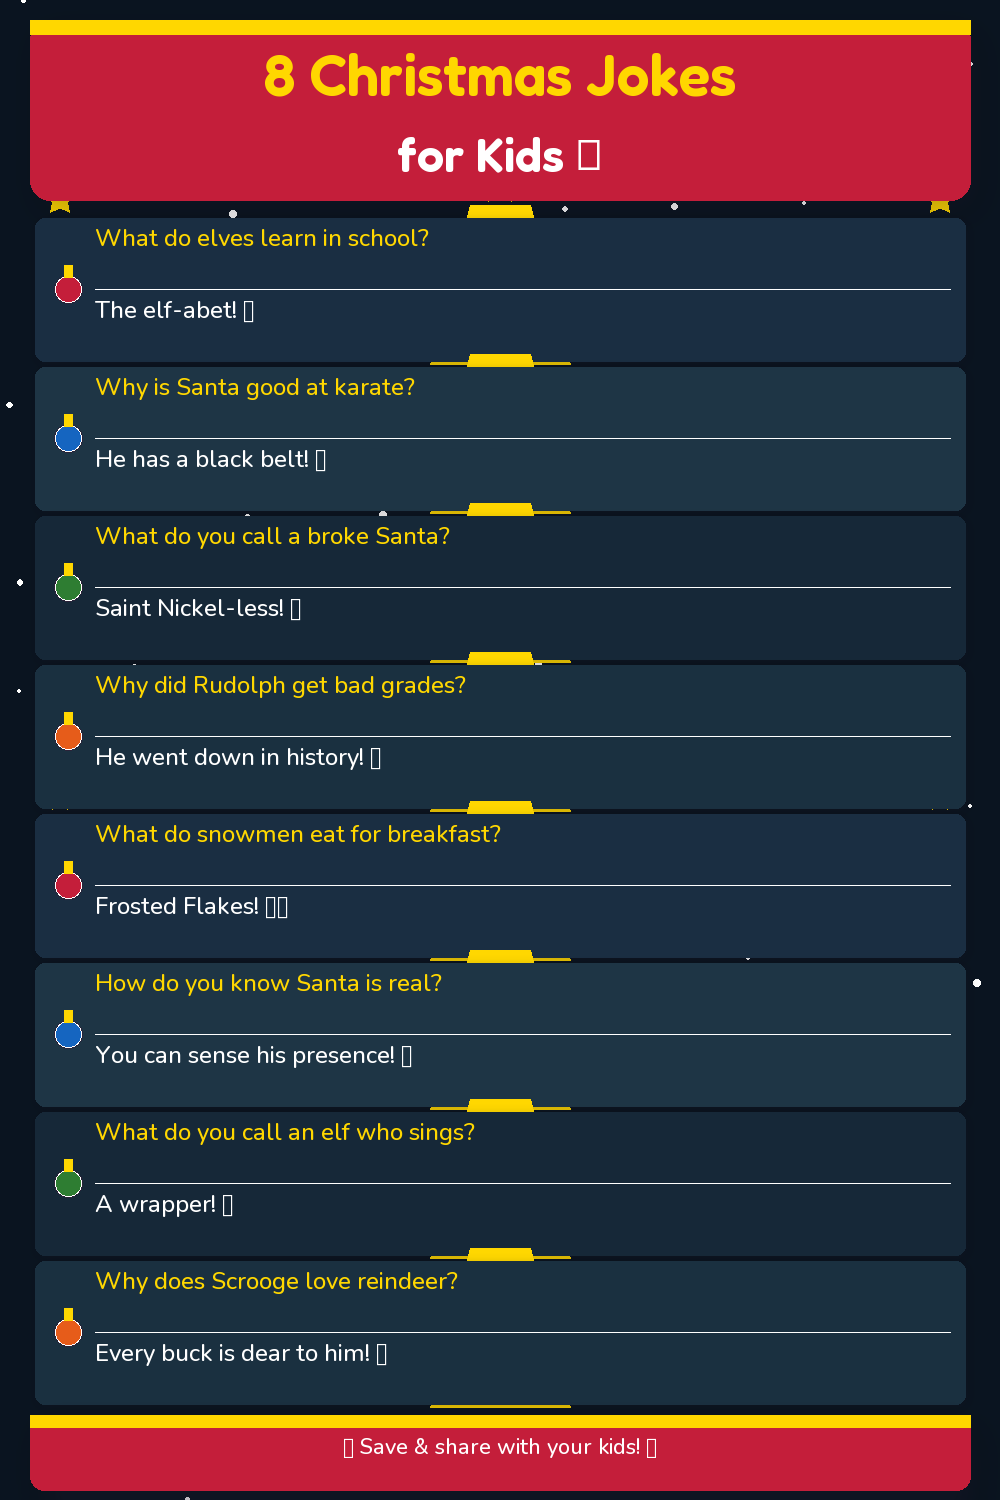 8 Christmas Jokes
for Kids
What do elves learn in school?
The elf-abet!
Why is Santa good at karate?
He has a black belt!
What do you call a broke Santa?
Saint Nickel-less!
Why did Rudolph get bad grades?
He went down in history!
What do snowmen eat for breakfast?
Frosted Flakes!
How do you know Santa is real?
You can sense his presence!
What do you call an elf who sings?
A wrapper!
Why does Scrooge love reindeer?
Every buck is dear to him!
Save & share with your kids!